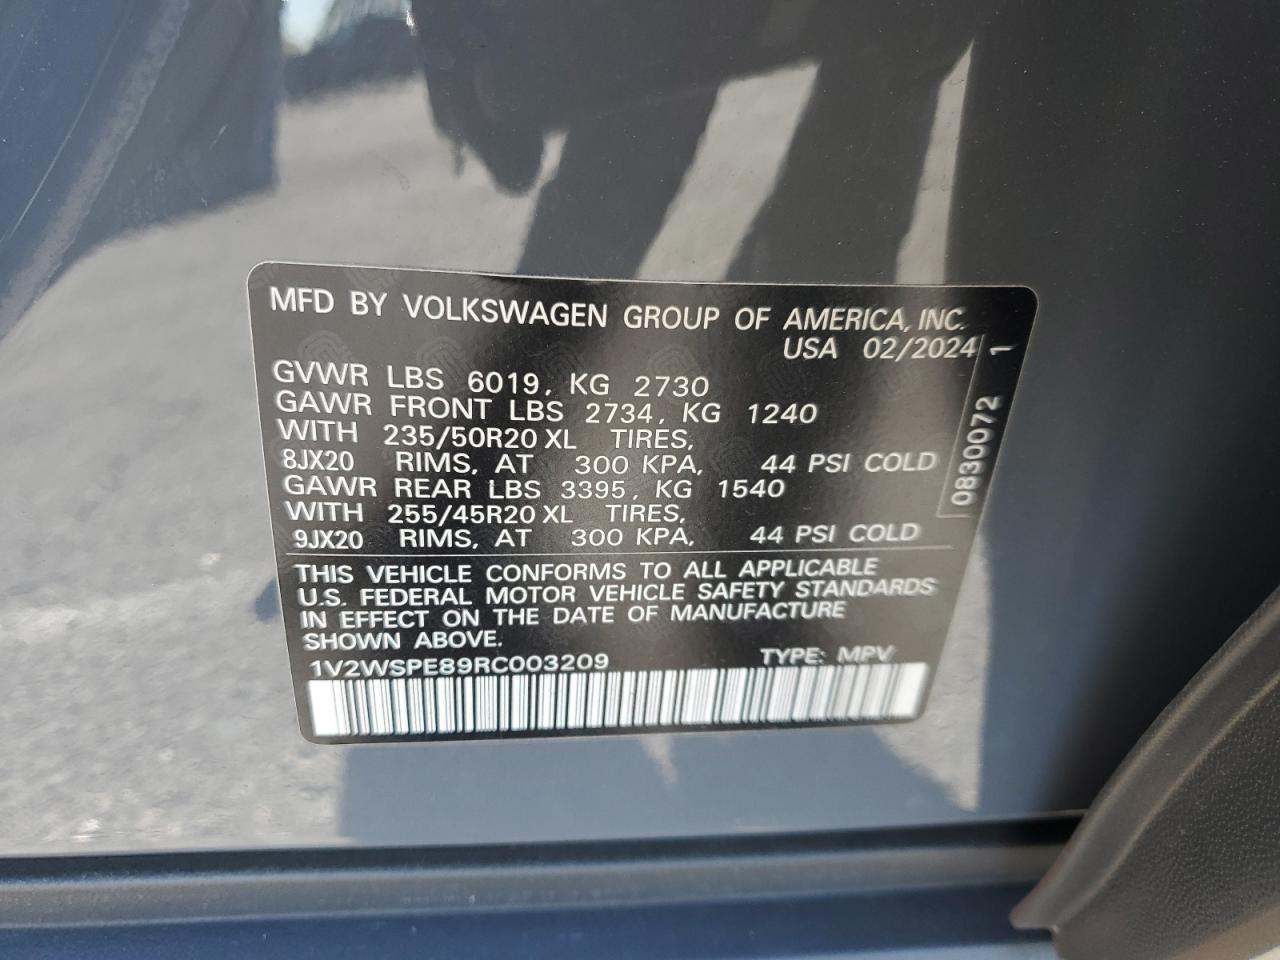 MFD BY VOLKSWAGEN GROUP OF AMERICA, INC.
USA 02/2024
GVWR LBS 6019, KG 2730
GAWR FRONT LBS 2734, KG 1240
WITH 235/50R20 XL TIRES,
8JX20 RIMS, AT 300 KPA, 44 PSI COLD
GAWR REAR LBS 3395, KG 1540
WITH 255/45R20 XL TIRES,
9JX20 RIMS, AT 300 KPA, 44 PSI COLD
THIS VEHICLE CONFORMS TO ALL APPLICABLE
U.S. FEDERAL MOTOR VEHICLE SAFETY STANDARDS
IN EFFECT ON THE DATE OF MANUFACTURE
SHOWN ABOVE.
1V2WSPE89RC003209 TYPE: MPV
0830072 1